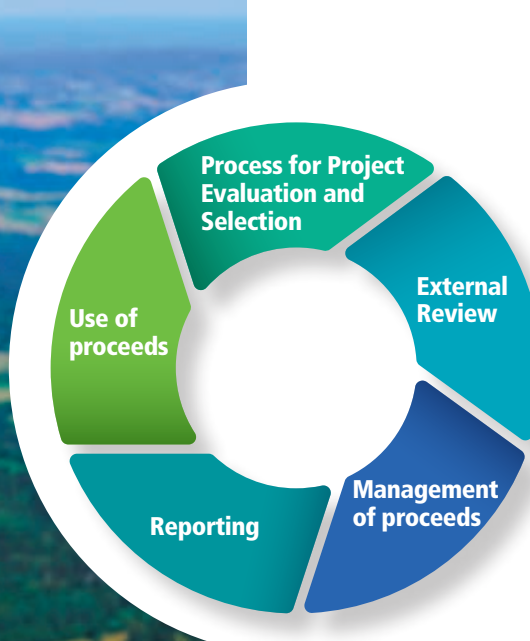 Process for Project
Evaluation and
Selection
External
Review
Use of
proceeds
Management
of proceeds
Reporting